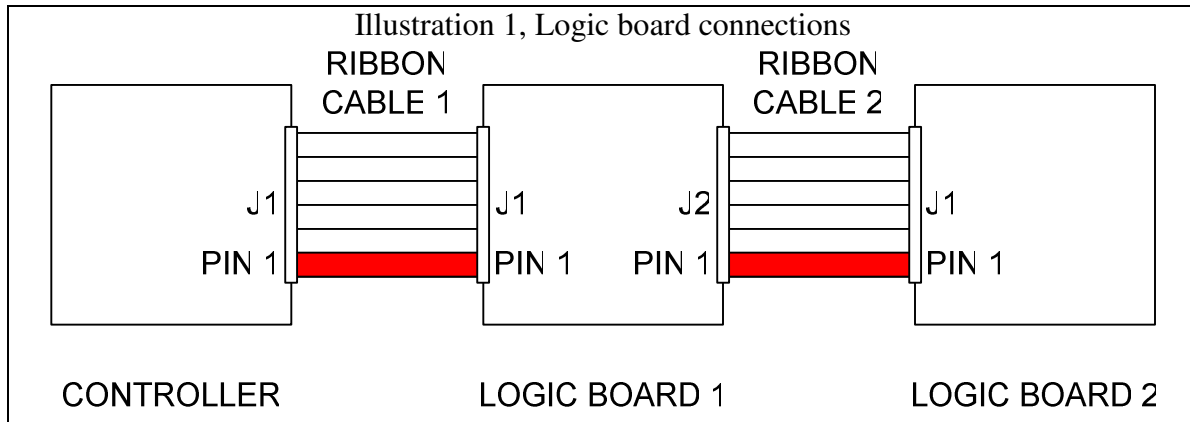 Illustration 1, Logic board connections
RIBBON
CABLE 1
RIBBON
CABLE 2
J1
J1
J2
J1
PIN 1
PIN 1
PIN 1
PIN 1
CONTROLLER
LOGIC BOARD 1
LOGIC BOARD 2